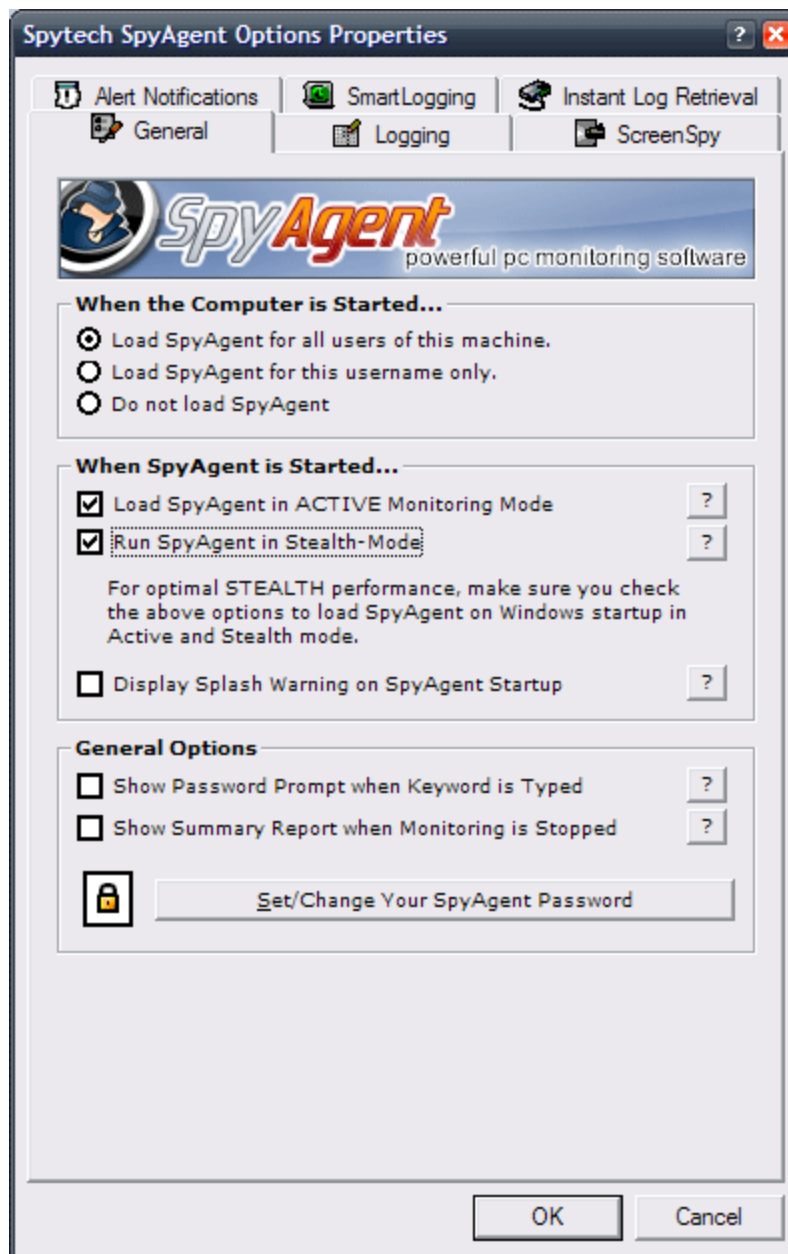 Spytech SpyAgent Options Properties
?
Alert Notifications
SmartLogging
Instant Log Retrieval
General
Logging
ScreenSpy
SpyAgent
powerful pc monitoring software
When the Computer is Started...
Load SpyAgent for all users of this machine.
Load SpyAgent for this username only.
Do not load SpyAgent
When SpyAgent is Started...
Load SpyAgent in ACTIVE Monitoring Mode
?
Run SpyAgent in Stealth-Mode
?
For optimal STEALTH performance, make sure you check
the above options to load SpyAgent on Windows startup in
Active and Stealth mode.
Display Splash Warning on SpyAgent Startup
?
General Options
Show Password Prompt when Keyword is Typed
?
Show Summary Report when Monitoring is Stopped
?
Set/Change Your SpyAgent Password
OK
Cancel